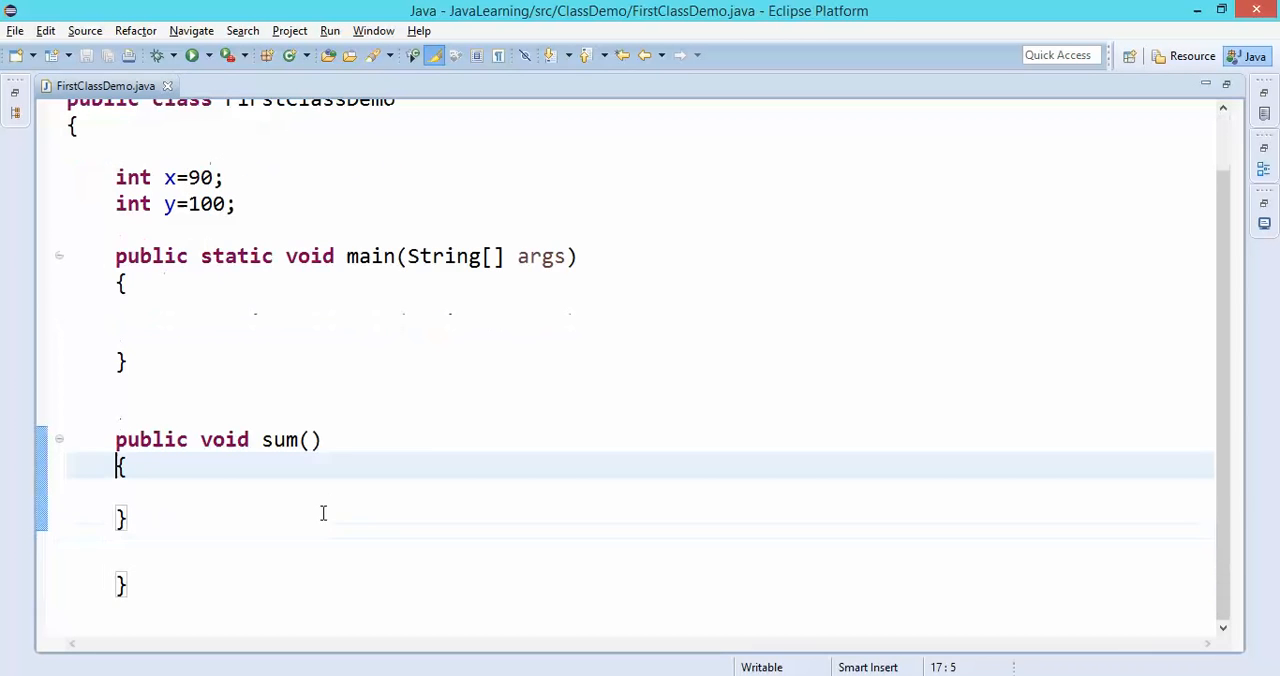 Java - JavaLearning/src/ClassDemo/FirstClassDemo.java - Eclipse Platform
File Edit Source Refactor Navigate Search Project Run Window Help
Quick Access Resource Java
FirstClassDemo.java
public class FirstClassDemo
{
int x=90;
int y=100;
public static void main(String[] args)
{
}
public void sum()
{
}
}
Writable Smart Insert 17 : 5